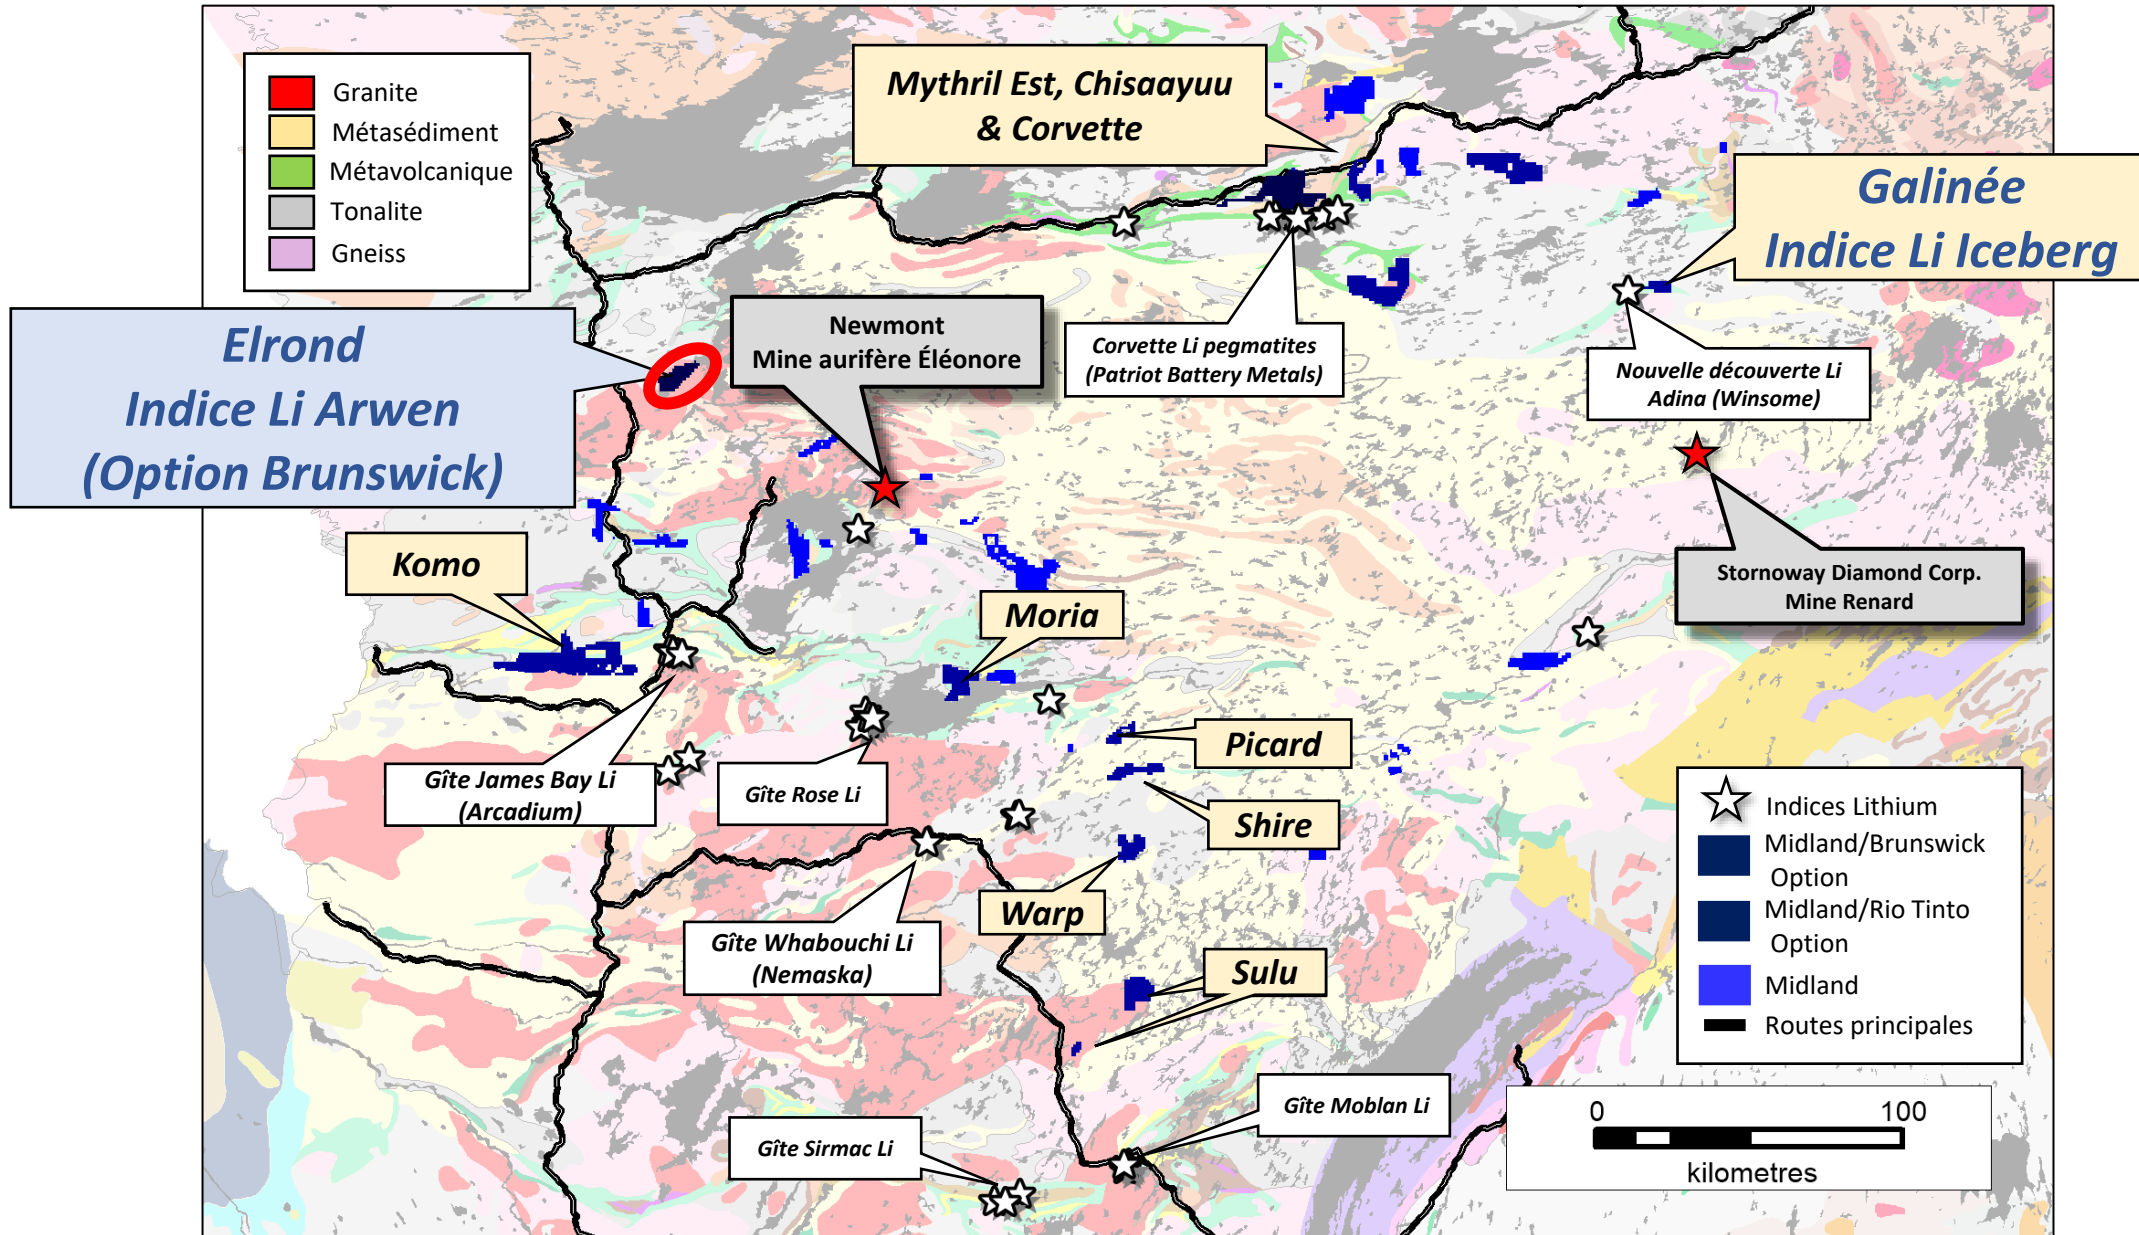 Granite
Métasédiment
Métavolcanique
Tonalite
Gneiss
Mythril Est, Chisaayuu
& Corvette
Galinée
Indice Li Iceberg
Elrond
Indice Li Arwen
(Option Brunswick)
Newmont
Mine aurifère Éléonore
Corvette Li pegmatites
(Patriot Battery Metals)
Nouvelle découverte Li
Adina (Winsome)
Komo
Stornoway Diamond Corp.
Mine Renard
Moria
Picard
Gîte James Bay Li
(Arcadium)
Gîte Rose Li
Shire
Warp
Gîte Whabouchi Li
(Nemaska)
Sulu
Gîte Moblan Li
Gîte Sirmac Li
Indices Lithium
Midland/Brunswick
Option
Midland/Rio Tinto
Option
Midland
Routes principales
0 100
kilometres